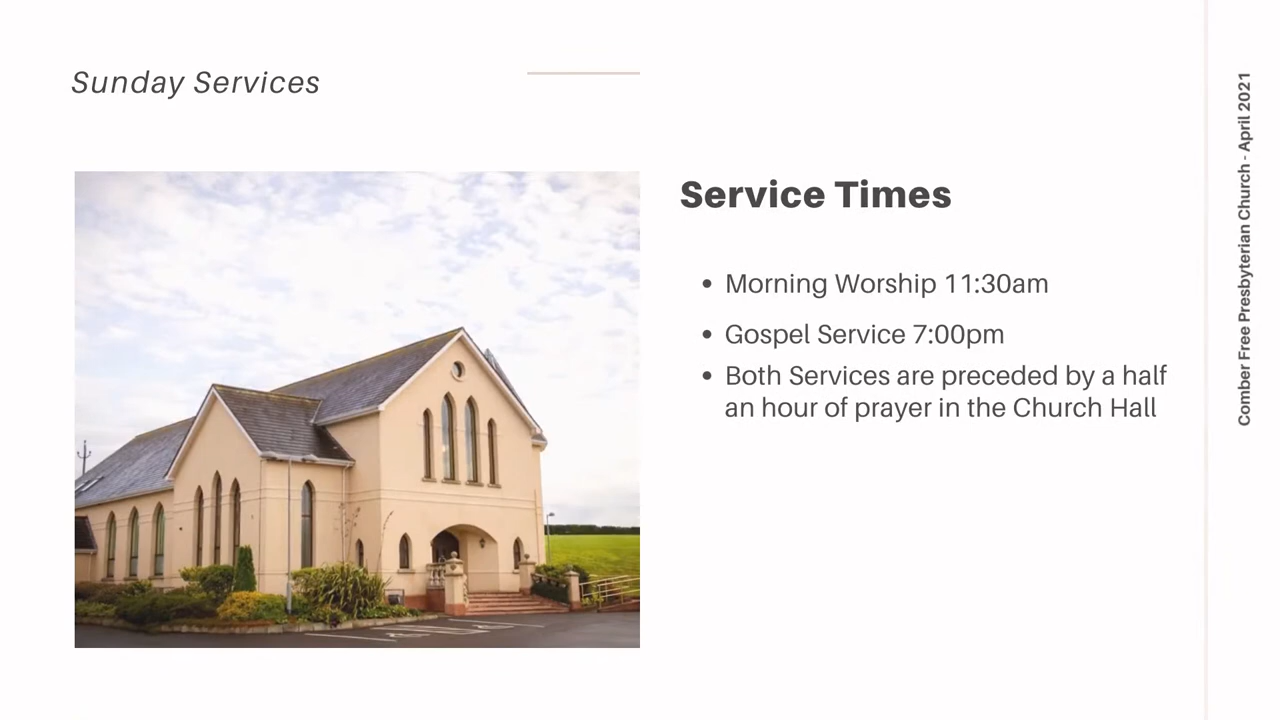 Sunday Services
Service Times
• Morning Worship 11:30am
• Gospel Service 7:00pm
• Both Services are preceded by a half
an hour of prayer in the Church Hall
Comber Free Presbyterian Church - April 2021